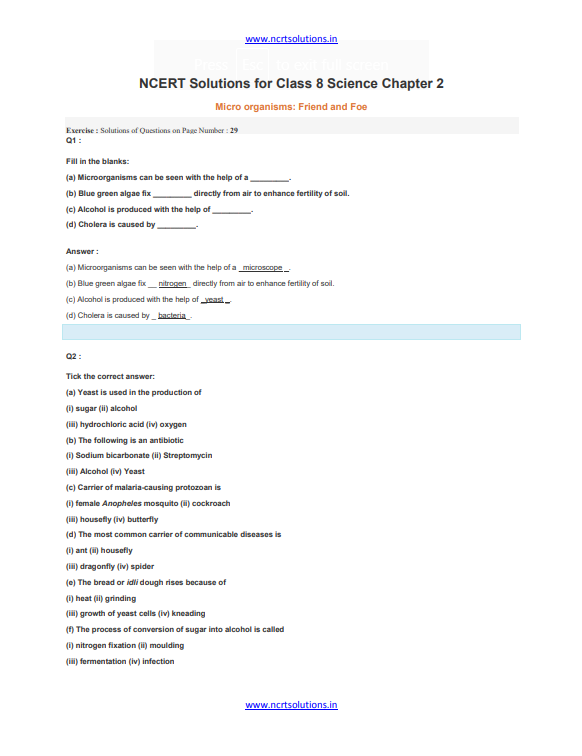 www.ncrtsolutions.in
Press Esc to exit full screen
NCERT Solutions for Class 8 Science Chapter 2
Micro organisms: Friend and Foe
Exercise : Solutions of Questions on Page Number : 29
Q1 :
Fill in the blanks:
(a) Microorganisms can be seen with the help of a _________.
(b) Blue green algae fix _________ directly from air to enhance fertility of soil.
(c) Alcohol is produced with the help of _________.
(d) Cholera is caused by _________.
Answer :
(a) Microorganisms can be seen with the help of a _microscope_.
(b) Blue green algae fix __ nitrogen_ directly from air to enhance fertility of soil.
(c) Alcohol is produced with the help of _yeast _.
(d) Cholera is caused by _ bacteria_.
Q2 :
Tick the correct answer:
(a) Yeast is used in the production of
(i) sugar (ii) alcohol
(iii) hydrochloric acid (iv) oxygen
(b) The following is an antibiotic
(i) Sodium bicarbonate (ii) Streptomycin
(iii) Alcohol (iv) Yeast
(c) Carrier of malaria-causing protozoan is
(i) female Anopheles mosquito (ii) cockroach
(iii) housefly (iv) butterfly
(d) The most common carrier of communicable diseases is
(i) ant (ii) housefly
(iii) dragonfly (iv) spider
(e) The bread or idli dough rises because of
(i) heat (ii) grinding
(iii) growth of yeast cells (iv) kneading
(f) The process of conversion of sugar into alcohol is called
(i) nitrogen fixation (ii) moulding
(iii) fermentation (iv) infection
www.ncrtsolutions.in